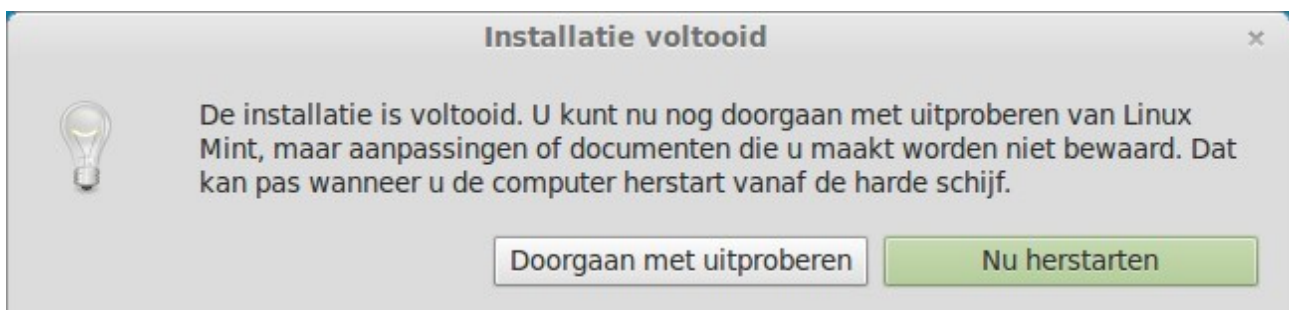 Installatie voltooid
De installatie is voltooid. U kunt nu nog doorgaan met uitproberen van Linux
Mint, maar aanpassingen of documenten die u maakt worden niet bewaard. Dat
kan pas wanneer u de computer herstart vanaf de harde schijf.
Doorgaan met uitproberen
Nu herstarten